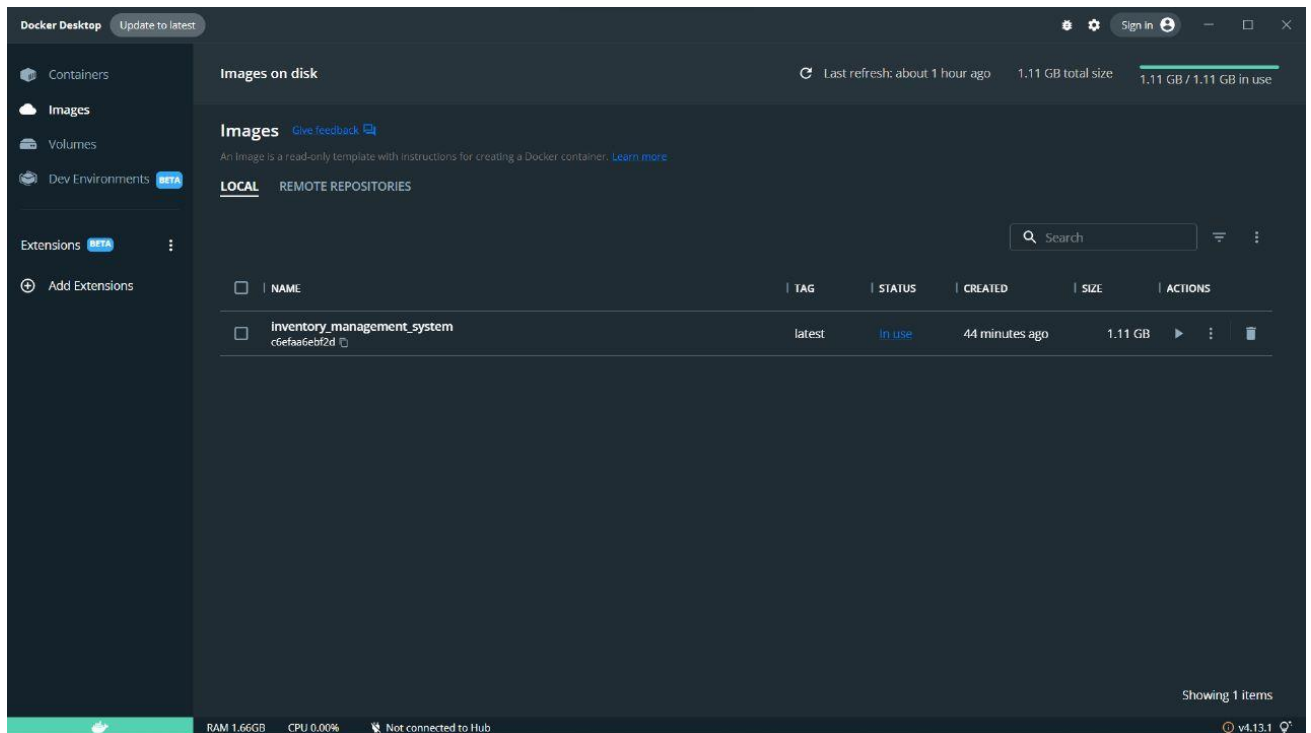 Docker Desktop Update to latest Sign in
Containers
Images
Volumes
Dev Environments BETA
Extensions BETA
Add Extensions
Images on disk Last refresh: about 1 hour ago 1.11 GB total size 1.11 GB / 1.11 GB in use
Images Give feedback
An Image is a read-only template with instructions for creating a Docker container. Learn more
LOCAL REMOTE REPOSITORIES
Search
NAME TAG STATUS CREATED SIZE ACTIONS
inventory_management_system latest In use 44 minutes ago 1.11 GB
c6efaa6ebf2d
Showing 1 items
RAM 1.66GB CPU 0.00% Not connected to Hub v4.13.1